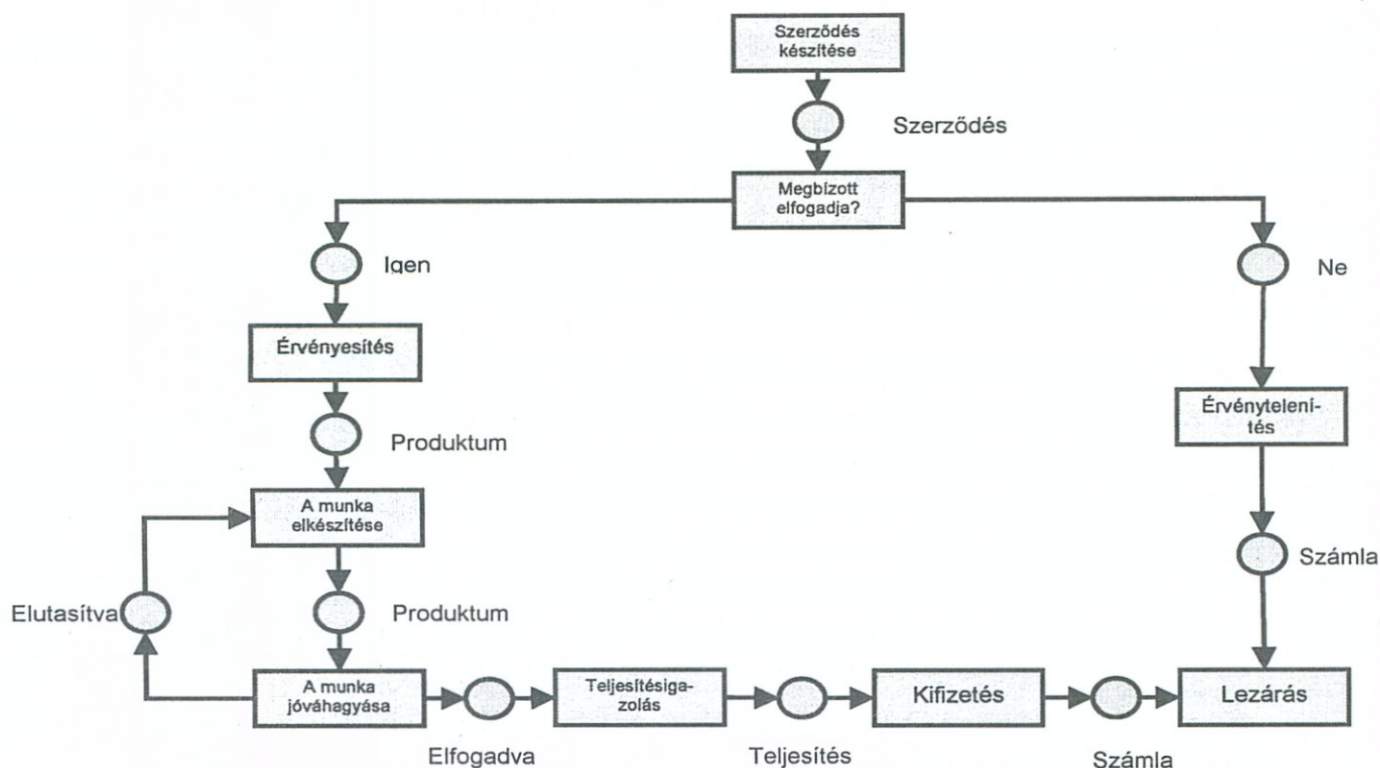 Szerződés
készítése
Szerződés
Megbízott
elfogadja?
Igen
Ne
Érvényesítés
Érvénytelení-
tés
Produktum
A munka
elkészítése
Számla
Elutasítva
Produktum
A munka
jóváhagyása
Teljesítésiga-
zolás
Kifizetés
Lezárás
Elfogadva
Teljesítés
Számla